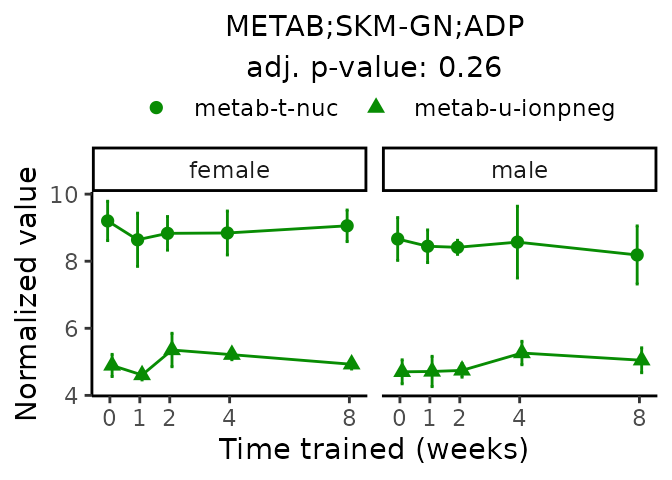 METAB;SKM-GN;ADP
adj. p-value: 0.26
metab-t-nuc metab-u-ionpneg
female male
Normalized value
10
8
6
4
0 1 2 4 8 0 1 2 4 8
Time trained (weeks)